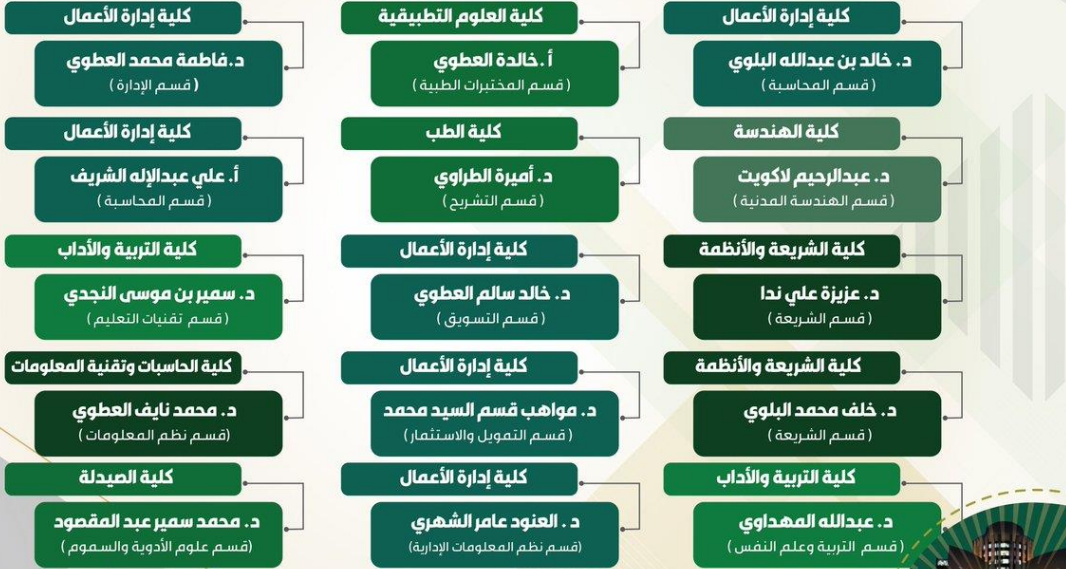 كلية إدارة الأعمال
د. خالد بن عبدالله البلوي
(قسم المحاسبة)
كلية الهندسة
د. عبدالرحيم لاكويت
(قسم الهندسة المدنية)
كلية الشريعة والأنظمة
د. عزيزة علي ندا
(قسم الشريعة)
كلية الشريعة والأنظمة
د. خلف محمد البلوي
(قسم الشريعة)
كلية التربية والأداب
د. عبدالله المهداوي
(قسم التربية وعلم النفس)
كلية العلوم التطبيقية
أ.خالدة العطوي
(قسم المختبرات الطبية)
كلية الطب
د. أميرة الطراوي
(قسم التشريح)
كلية إدارة الأعمال
د. خالد سالم العطوي
(قسم التسويق)
كلية إدارة الأعمال
د. مواهب قسم السيد محمد
(قسم التمويل والاستثمار)
كلية إدارة الأعمال
د . العنود عامر الشهري
(قسم نظم المعلومات الإدارية)
كلية إدارة الأعمال
د.فاطمة محمد العطوي
(قسم الإدارة)
كلية إدارة الأعمال
أ. علي عبدالإله الشريف
(قسم المحاسبة)
كلية التربية والأداب
د. سمير بن موسى النجدي
(قسم تقنيات التعليم)
كلية الحاسبات وتقنية المعلومات
د. محمد نايف العطوي
(قسم نظم المعلومات)
كلية الصيدلة
د. محمد سمير عبد المقصود
(قسم علوم الأدوية والسموم)